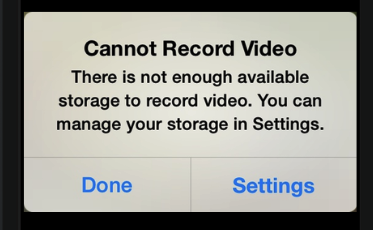 Cannot Record Video
There is not enough available
storage to record video. You can
manage your storage in Settings.
Done
Settings